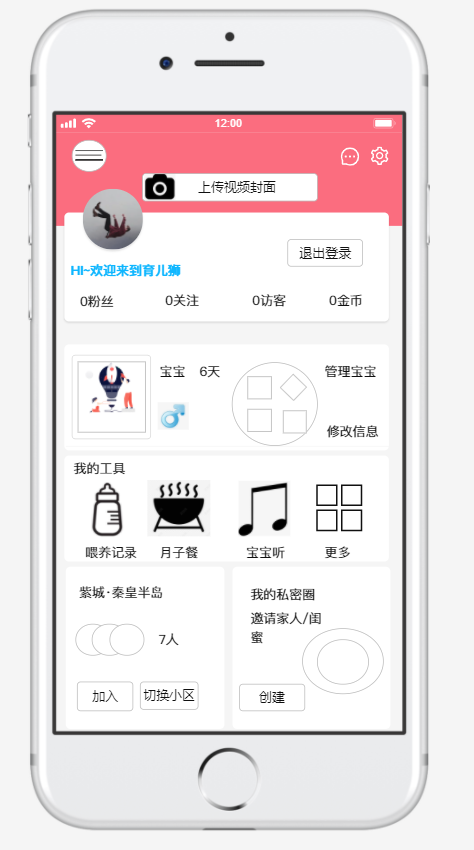 12:00
上传视频封面
退出登录
HI~欢迎来到育儿狮
0粉丝
0关注
0访客
0金币
宝宝 6天
管理宝宝
修改信息
我的工具
喂养记录
月子餐
宝宝听
更多
紫城·秦皇半岛
7人
加入
切换小区
我的私密圈
邀请家人/闺
蜜
创建